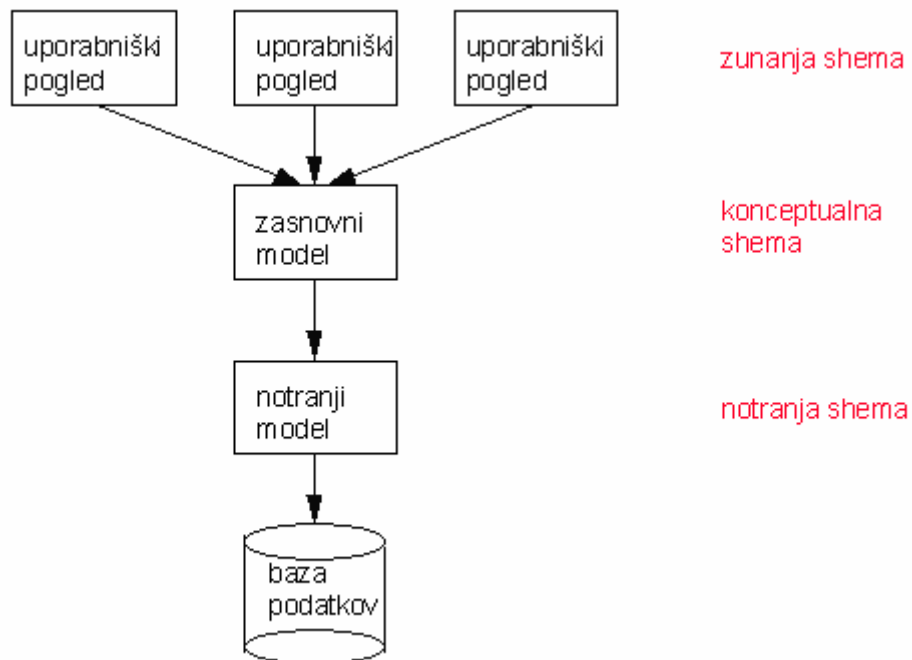 uporabniški
pogled
uporabniški
pogled
uporabniški
pogled
zunanja shema
zasnovni
model
konceptualna
shema
notranji
model
notranja shema
baza
podatkov